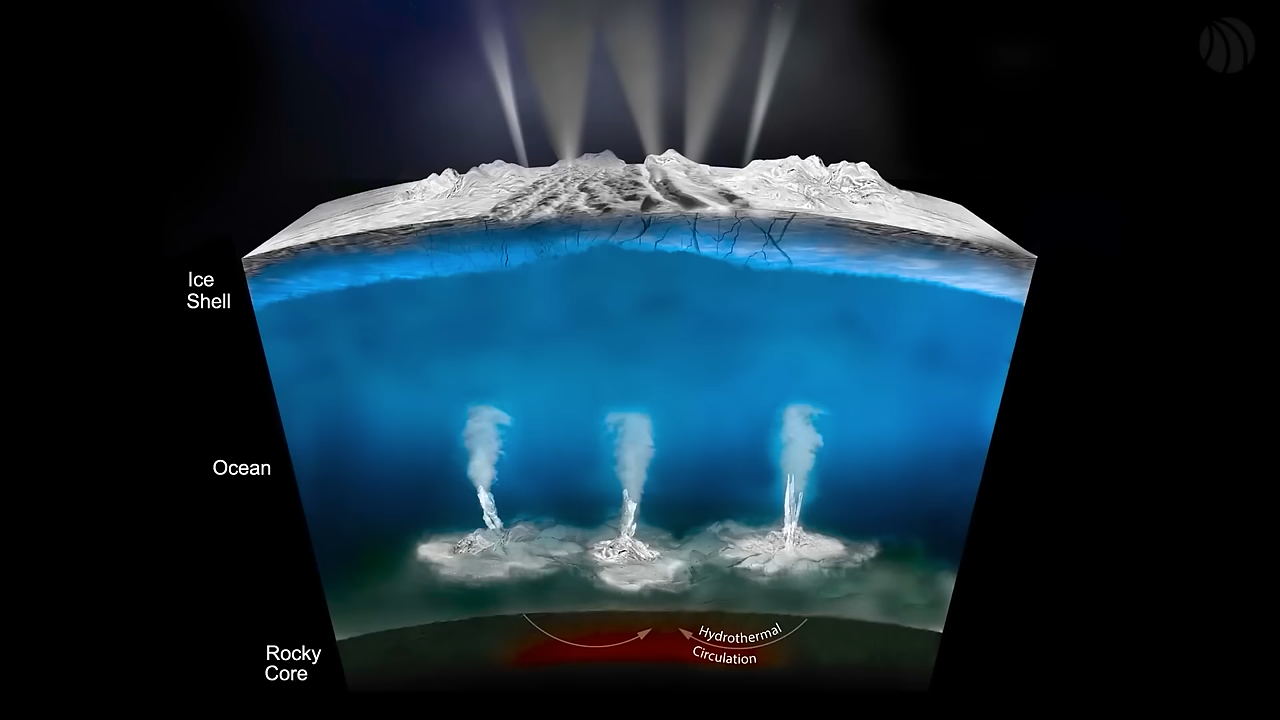 Ice
Shell
Ocean
Rocky
Core
Hydrothermal
Circulation